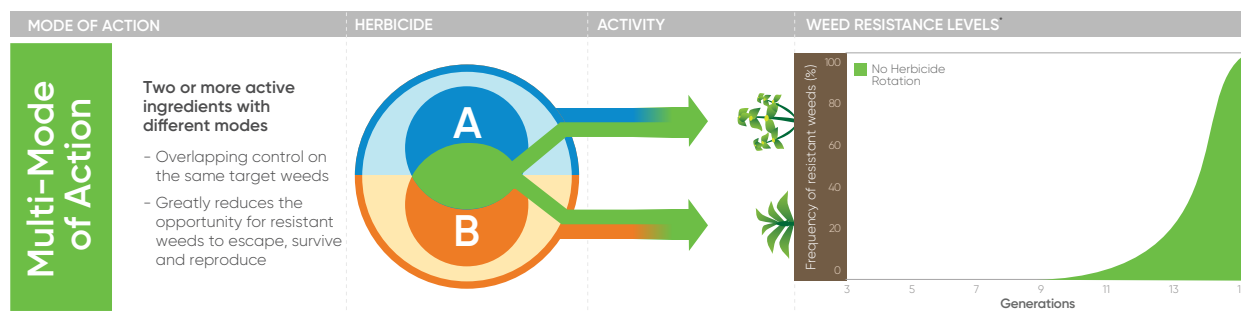 MODE OF ACTION
HERBICIDE
ACTIVITY
WEED RESISTANCE LEVELS*
Multi-Mode
of Action
Two or more active
ingredients with
different modes
- Overlapping control on
the same target weeds
- Greatly reduces the
opportunity for resistant
weeds to escape, survive
and reproduce
A
B
Frequency of resistant weeds (%)
100
80
60
40
20
0
No Herbicide
Rotation
3
5
7
9
11
13
Generations